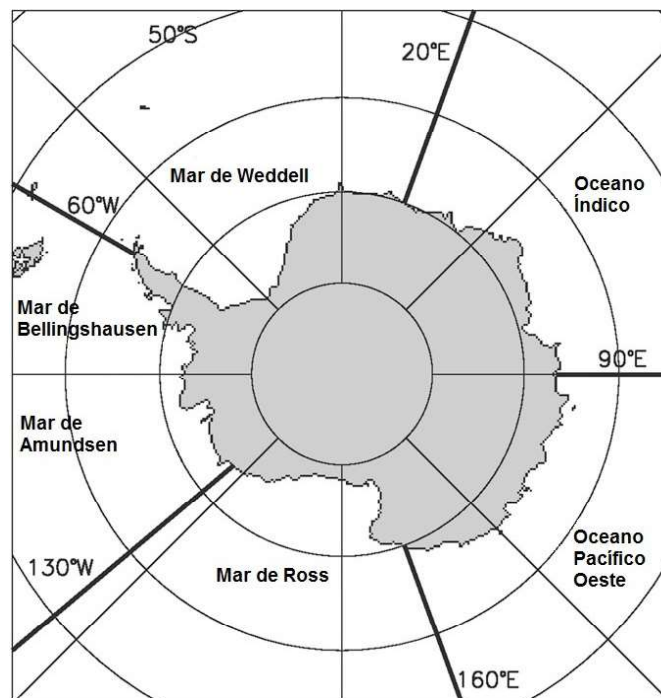 50°S
20°E
Mar de Weddell
Oceano
Índico
60°W
Mar de
Bellingshausen
90°E
Mar de
Amundsen
Oceano
Pacífico
Oeste
130°W
Mar de Ross
160°E